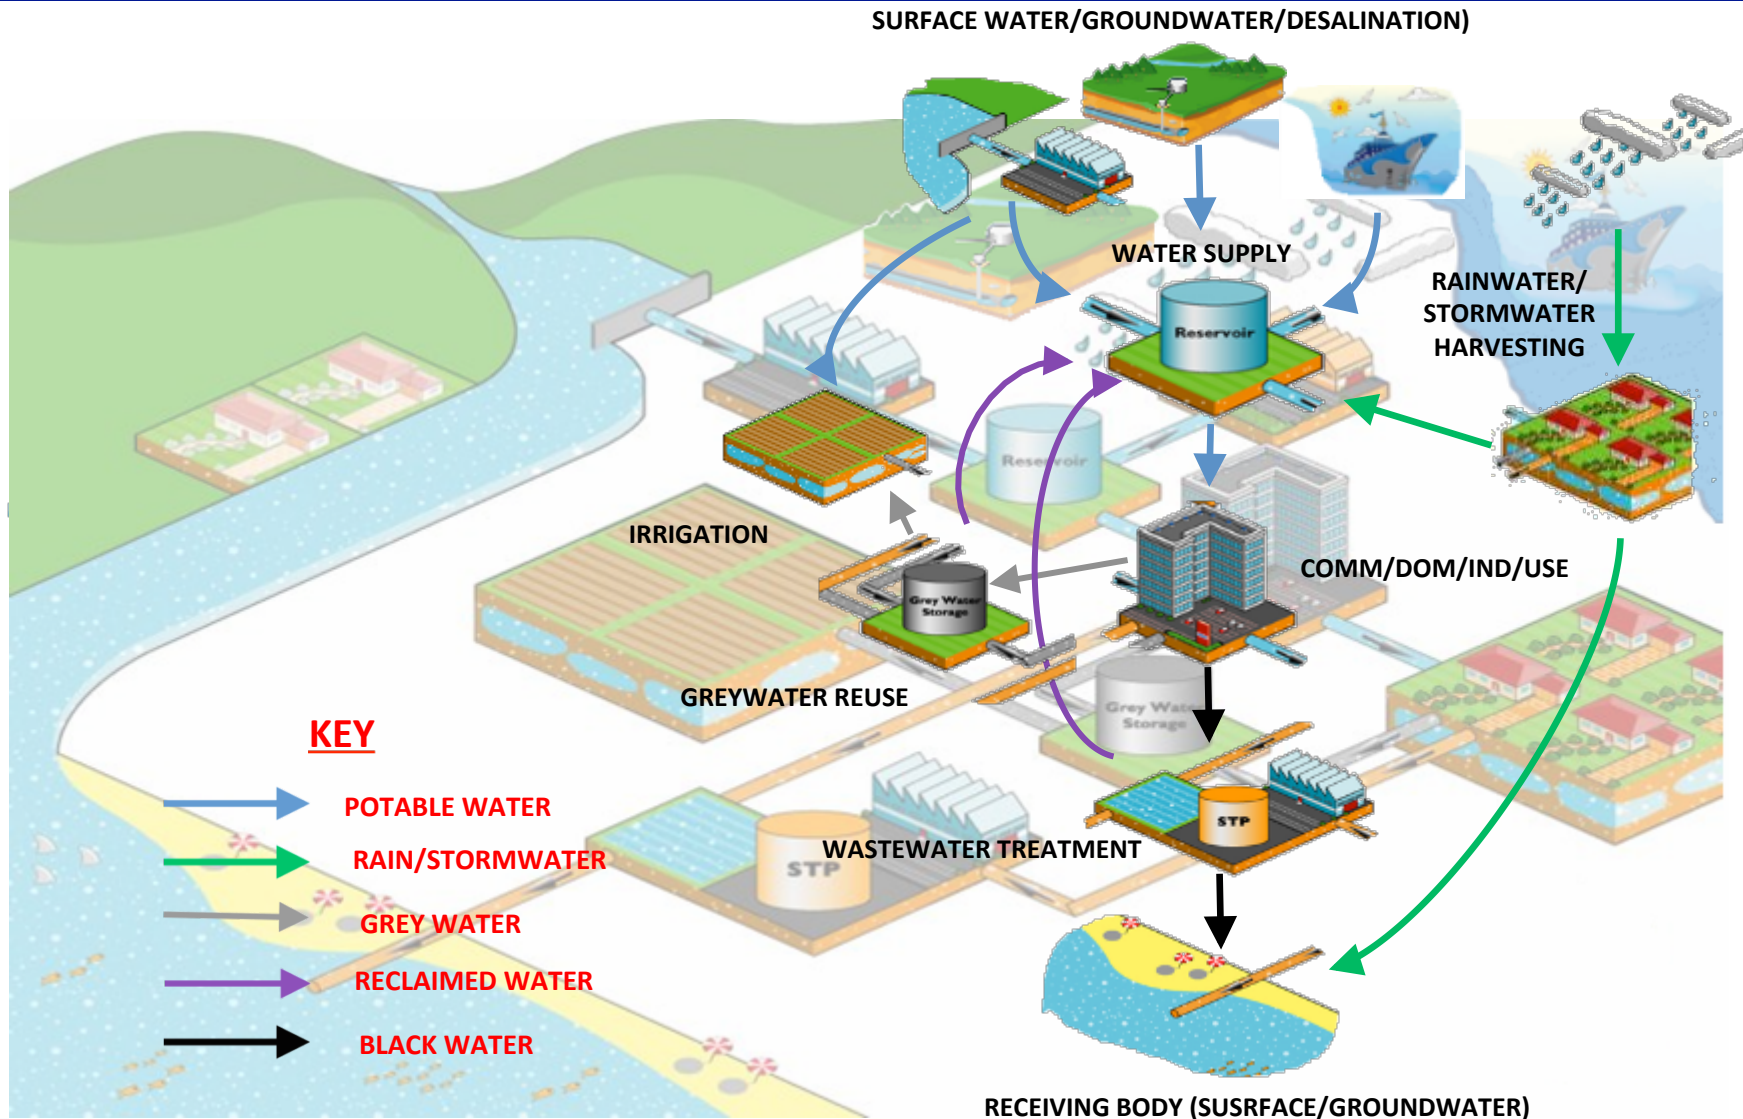 SURFACE WATER/GROUNDWATER/DESALINATION)
WATER SUPPLY
RAINWATER/
STORMWATER
HARVESTING
Reservoir
Reservoir
IRRIGATION
COMM/DOM/IND/USE
Grey Water
Storage
GREYWATER REUSE
Grey Water
Storage
KEY
POTABLE WATER
RAIN/STORMWATER
GREY WATER
RECLAIMED WATER
BLACK WATER
STP
WASTEWATER TREATMENT
STP
RECEIVING BODY (SUSRFACE/GROUNDWATER)